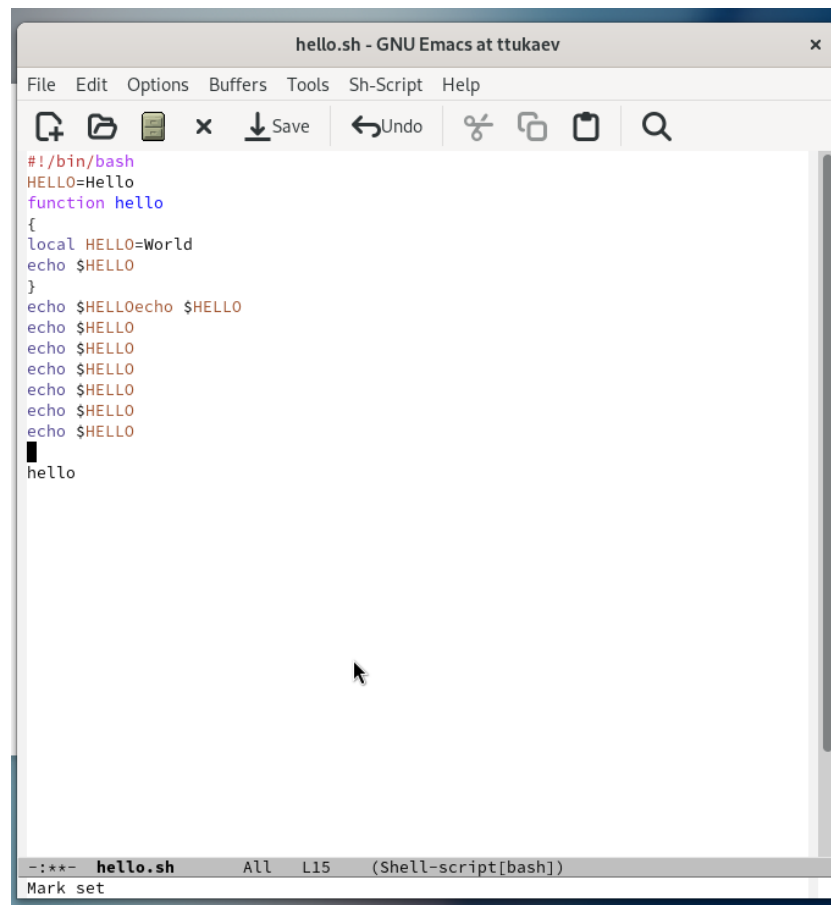 hello.sh - GNU Emacs at ttukaev
File Edit Options Buffers Tools Sh-Script Help
Save Undo
#!/bin/bash
HELLO=Hello
function hello
{
local HELLO=World
echo $HELLO
}
echo $HELLOecho $HELLO
echo $HELLO
echo $HELLO
echo $HELLO
echo $HELLO
echo $HELLO
echo $HELLO
hello
-:**- hello.sh All L15 (Shell-script[bash])
Mark set